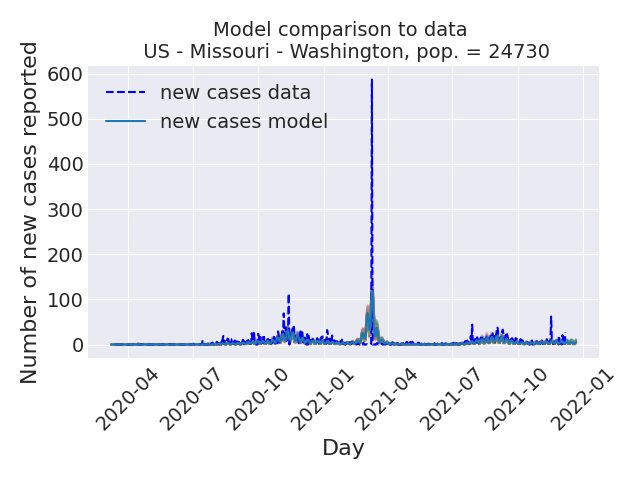 Model comparison to data
US - Missouri - Washington, pop. = 24730
Number of new cases reported
600
500
400
300
200
100
0
new cases data
new cases model
2020-04
2020-07
2020-10
2021-01
2021-04
2021-07
2021-10
2022-01
Day